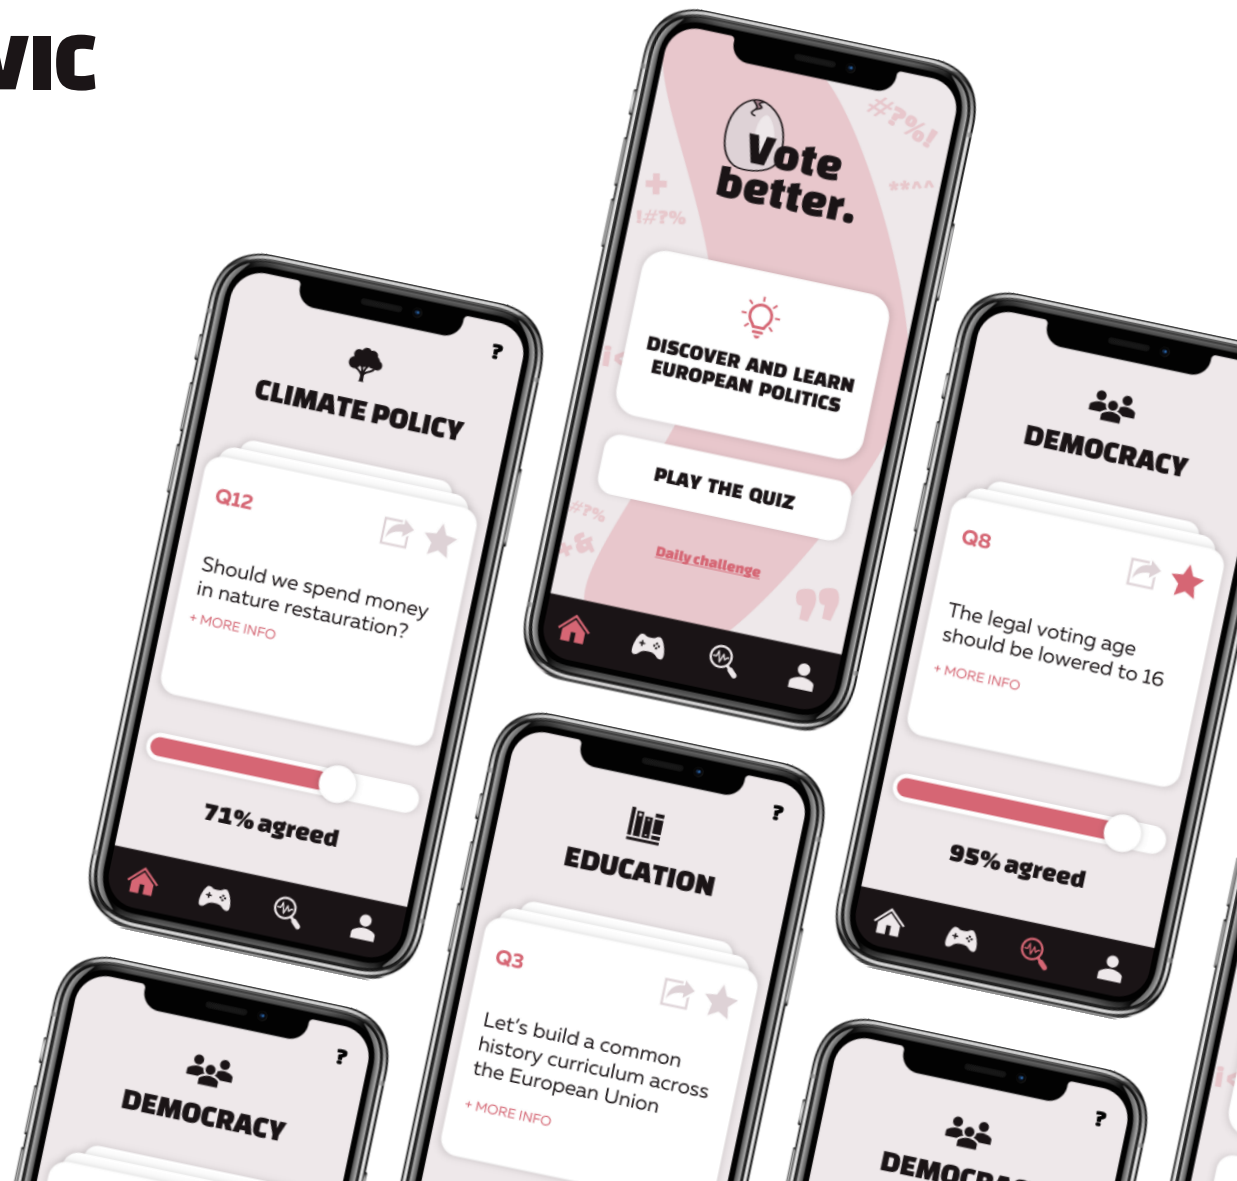 VIC
#?%!
Vote
better.
**^^
!#?%
DISCOVER AND LEARN
EUROPEAN POLITICS
PLAY THE QUIZ
#?%
+&
Daily challenge
?
CLIMATE POLICY
Q12
Should we spend money
in nature restauration?
+ MORE INFO
71% agreed
DEMOCRACY
Q8
The legal voting age
should be lowered to 16
+ MORE INFO
95% agreed
?
EDUCATION
Q3
Let's build a common
history curriculum across
the European Union
+ MORE INFO
?
DEMOCRACY
?
DEMOCRA